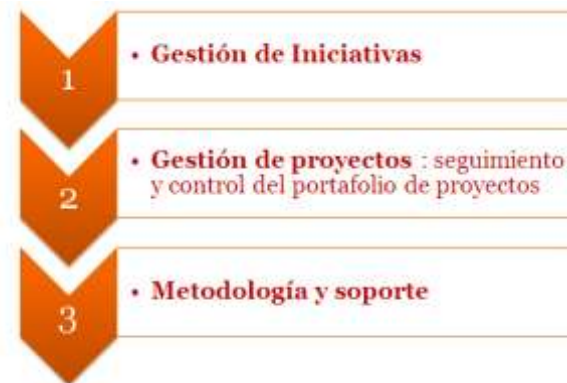 1
• Gestión de Iniciativas
2
• Gestión de proyectos : seguimiento
y control del portafolio de proyectos
3
• Metodología y soporte